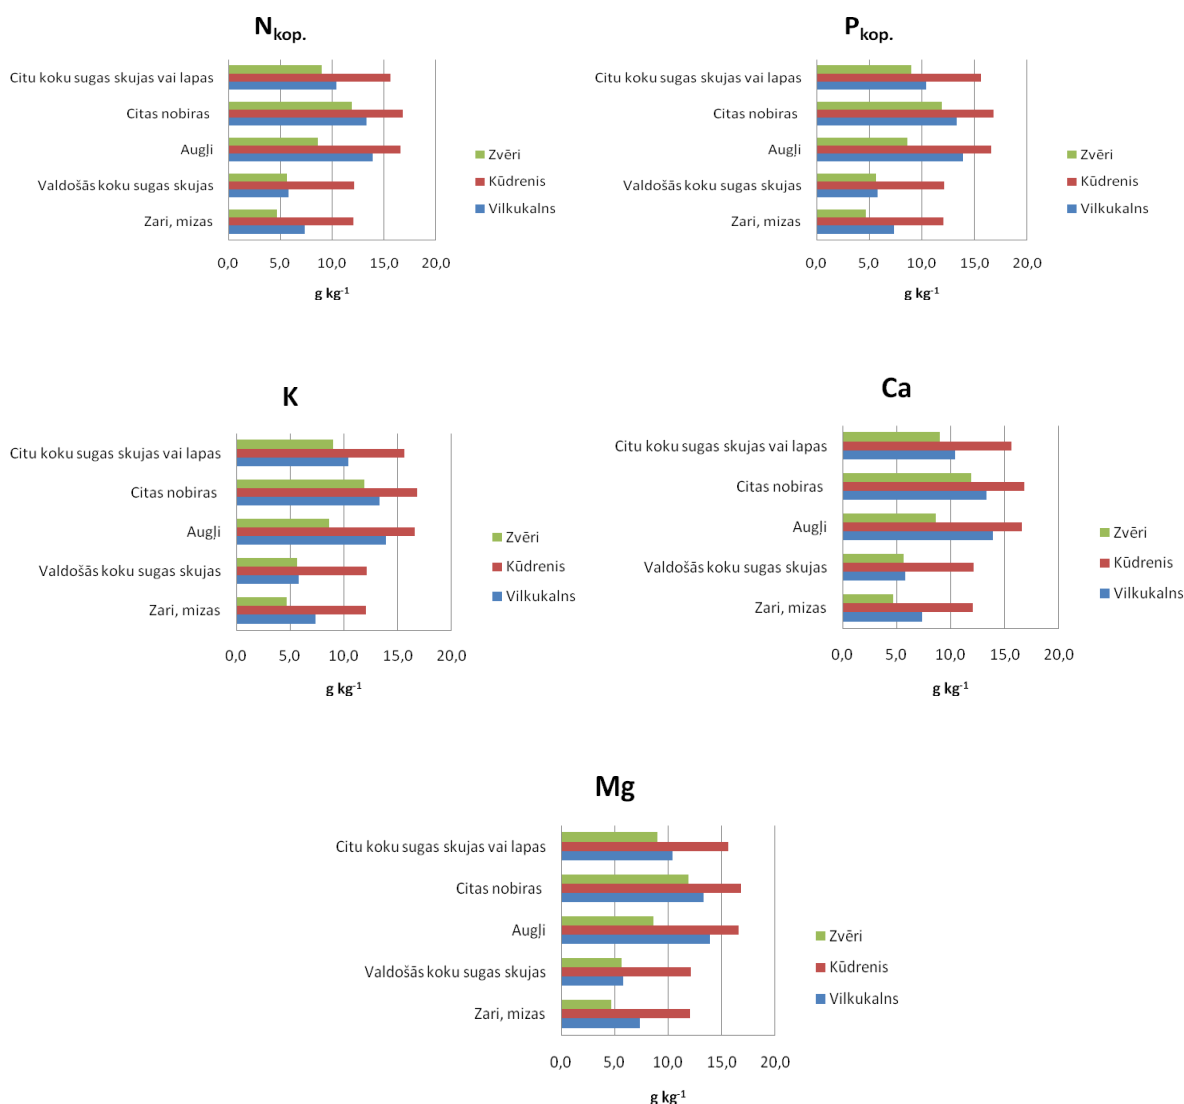 N kop.
Citu koku sugas skujas vai lapas
Citas nobiras
Augļi
Valdošās koku sugas skujas
Zari, mizas
0,0 5,0 10,0 15,0 20,0
g kg-1
Zvēri
Kūdrenis
Vilkukalns
P kop.
Citu koku sugas skujas vai lapas
Citas nobiras
Augļi
Valdošās koku sugas skujas
Zari, mizas
0,0 5,0 10,0 15,0 20,0
g kg-1
Zvēri
Kūdrenis
Vilkukalns
K
Citu koku sugas skujas vai lapas
Citas nobiras
Augļi
Valdošās koku sugas skujas
Zari, mizas
0,0 5,0 10,0 15,0 20,0
g kg-1
Zvēri
Kūdrenis
Vilkukalns
Ca
Citu koku sugas skujas vai lapas
Citas nobiras
Augļi
Valdošās koku sugas skujas
Zari, mizas
0,0 5,0 10,0 15,0 20,0
g kg-1
Zvēri
Kūdrenis
Vilkukalns
Mg
Citu koku sugas skujas vai lapas
Citas nobiras
Augļi
Valdošās koku sugas skujas
Zari, mizas
0,0 5,0 10,0 15,0 20,0
g kg-1
Zvēri
Kūdrenis
Vilkukalns